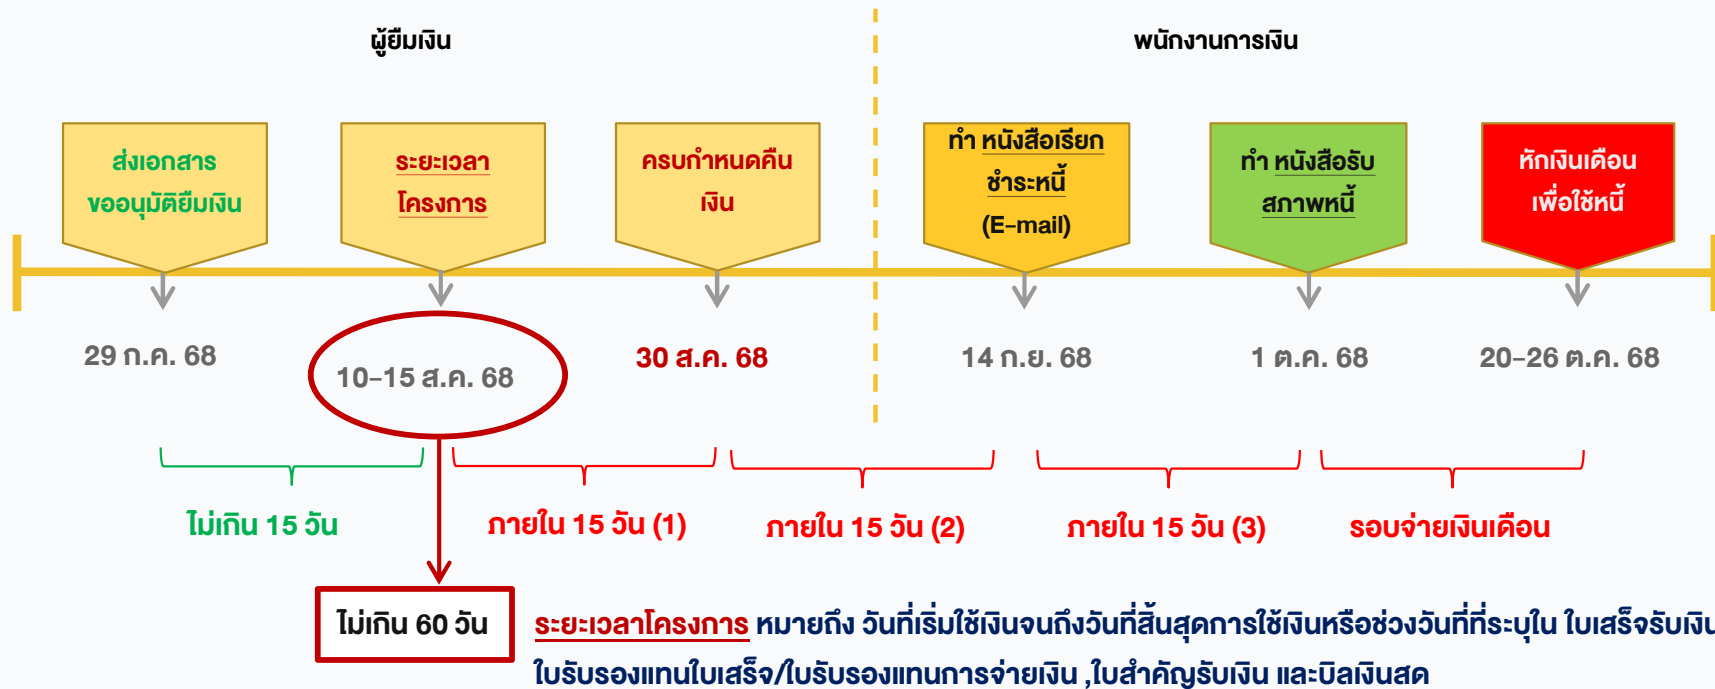 ผู้ยืมเงิน
พนักงานการเงิน
ส่งเอกสาร
ขออนุมัติยืมเงิน
ระยะเวลา
โครงการ
ครบกำหนดคืน
เงิน
ทำ หนังสือเรียก
ชำระหนี้
(E-mail)
ทำ หนังสือรับ
สภาพหนี้
หักเงินเดือน
เพื่อใช้หนี้
29 ก.ค. 68
10-15 ส.ค. 68
30 ส.ค. 68
14 ก.ย. 68
1 ต.ค. 68
20-26 ต.ค. 68
ไม่เกิน 15 วัน
ภายใน 15 วัน (1)
ภายใน 15 วัน (2)
ภายใน 15 วัน (3)
รอบจ่ายเงินเดือน
ไม่เกิน 60 วัน
ระยะเวลาโครงการ หมายถึง วันที่เริ่มใช้เงินจนถึงวันที่สิ้นสุดการใช้เงินหรือช่วงวันที่ที่ระบุใน ใบเสร็จรับเงิน
ใบรับรองแทนใบเสร็จ/ใบรับรองแทนการจ่ายเงิน ,ใบสำคัญรับเงิน และบิลเงินสด